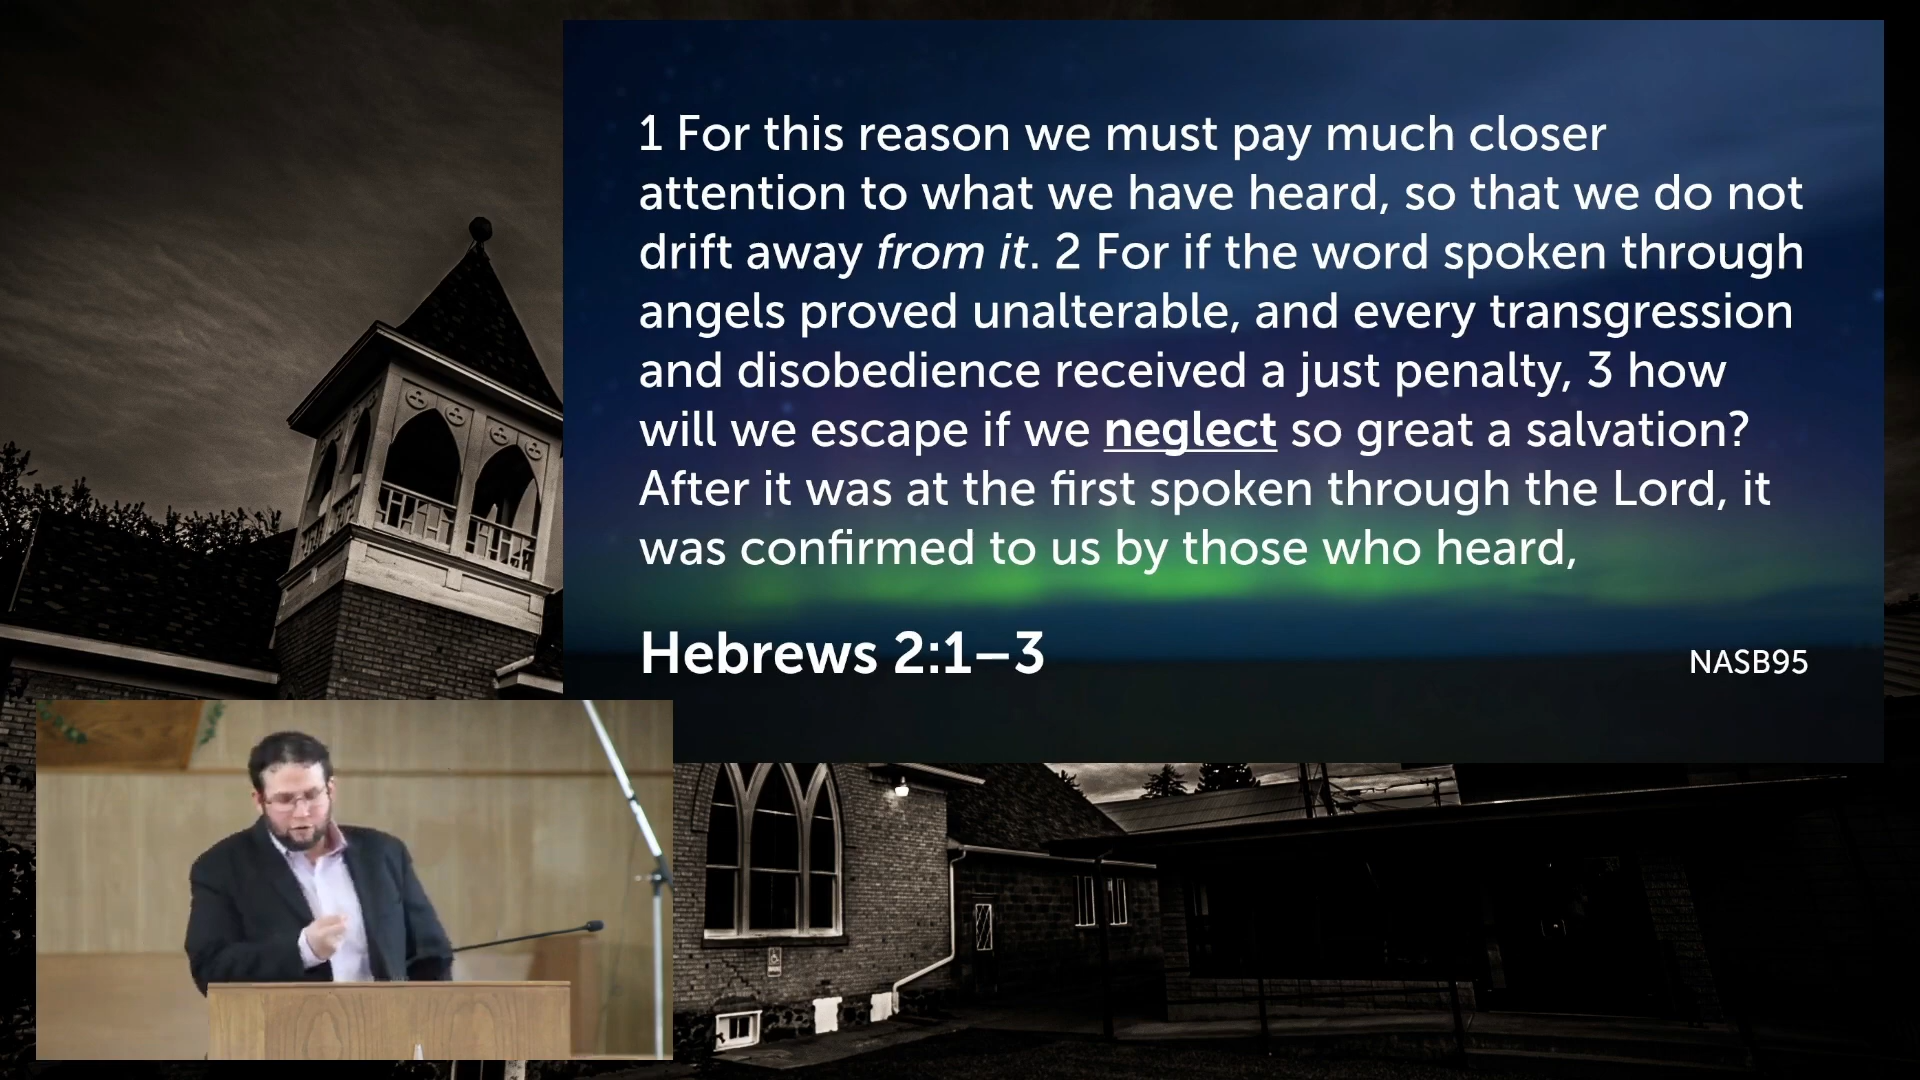 1 For this reason we must pay much closer
attention to what we have heard, so that we do not
drift away from it. 2 For if the word spoken through
angels proved unalterable, and every transgression
and disobedience received a just penalty, 3 how
will we escape if we neglect so great a salvation?
After it was at the first spoken through the Lord, it
was confirmed to us by those who heard,
Hebrews 2:1–3
NASB95